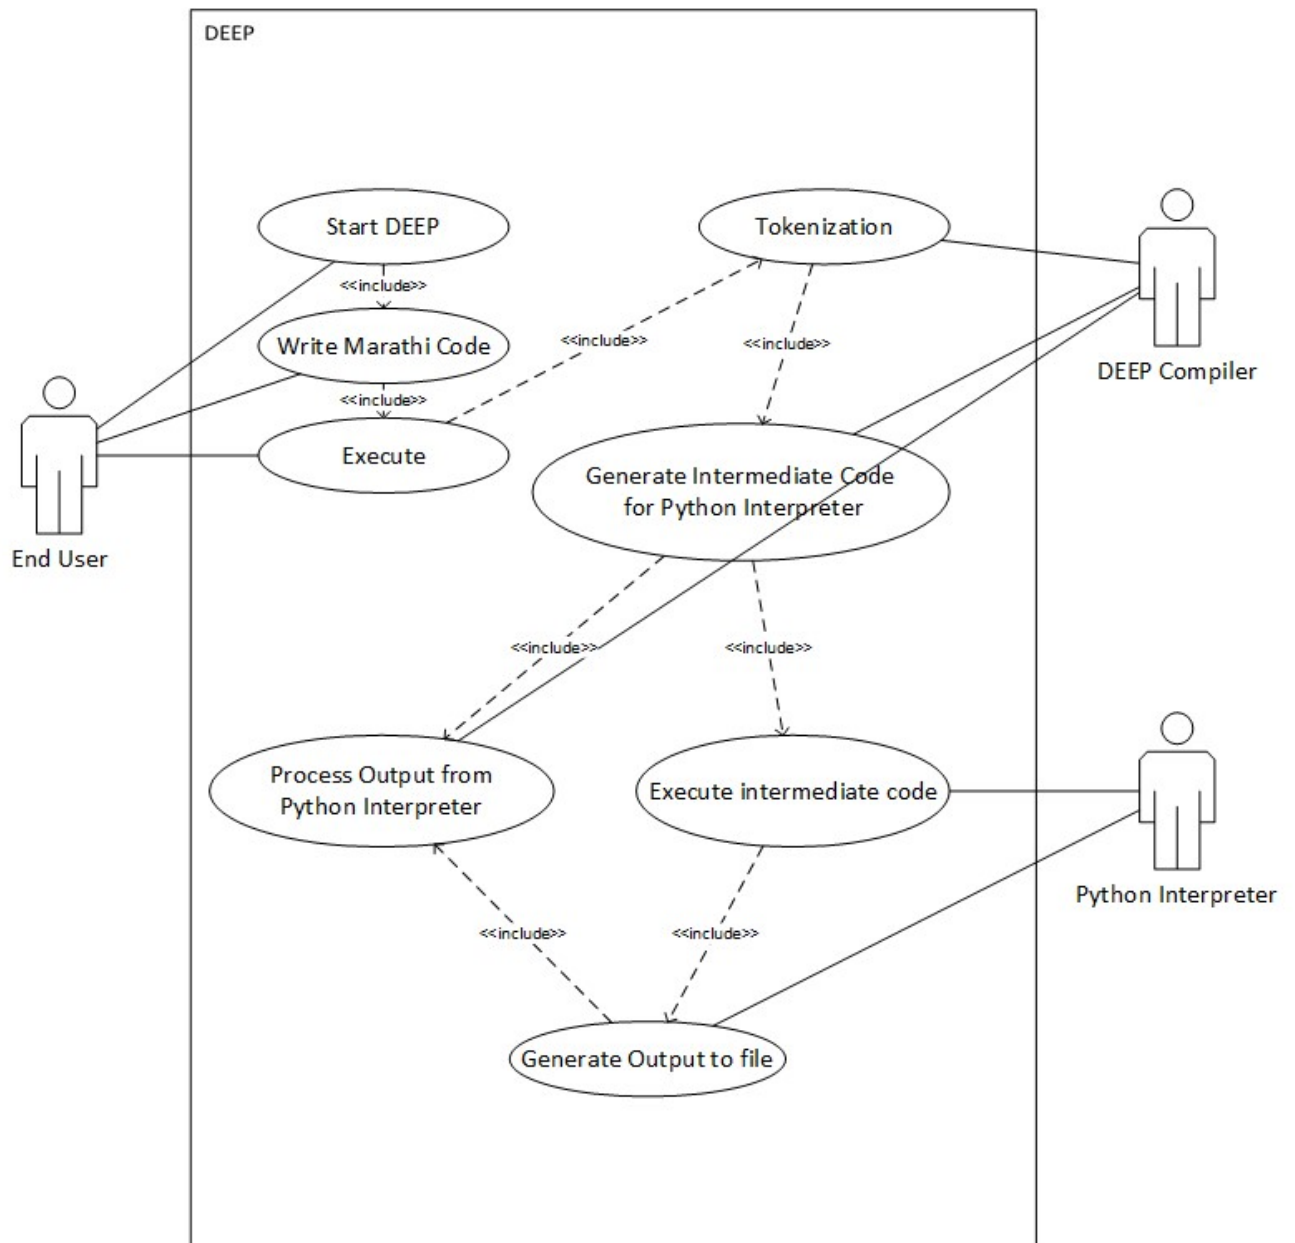 DEEP
Start DEEP
Tokenization
<<include>>
Write Marathi Code
<<include>>
<<include>>
DEEP Compiler
<<include>>
Execute
Generate Intermediate Code
for Python Interpreter
End User
<<include>>
<<include>>
Process Output from
Python Interpreter
Execute intermediate code
Python Interpreter
<<include>>
<<include>>
Generate Output to file